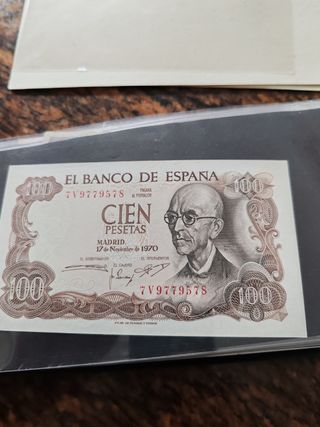 EL BANCO DE ESPAÑA
100
7V9779578
PAGARÁ
AL PORTADOR
100
CIEN
PESETAS
MADRID,
17 de Noviembre de 1970
EL GOBERNADOR
EL INTERVENTOR
EL CAJERO
7V9779578
100
100